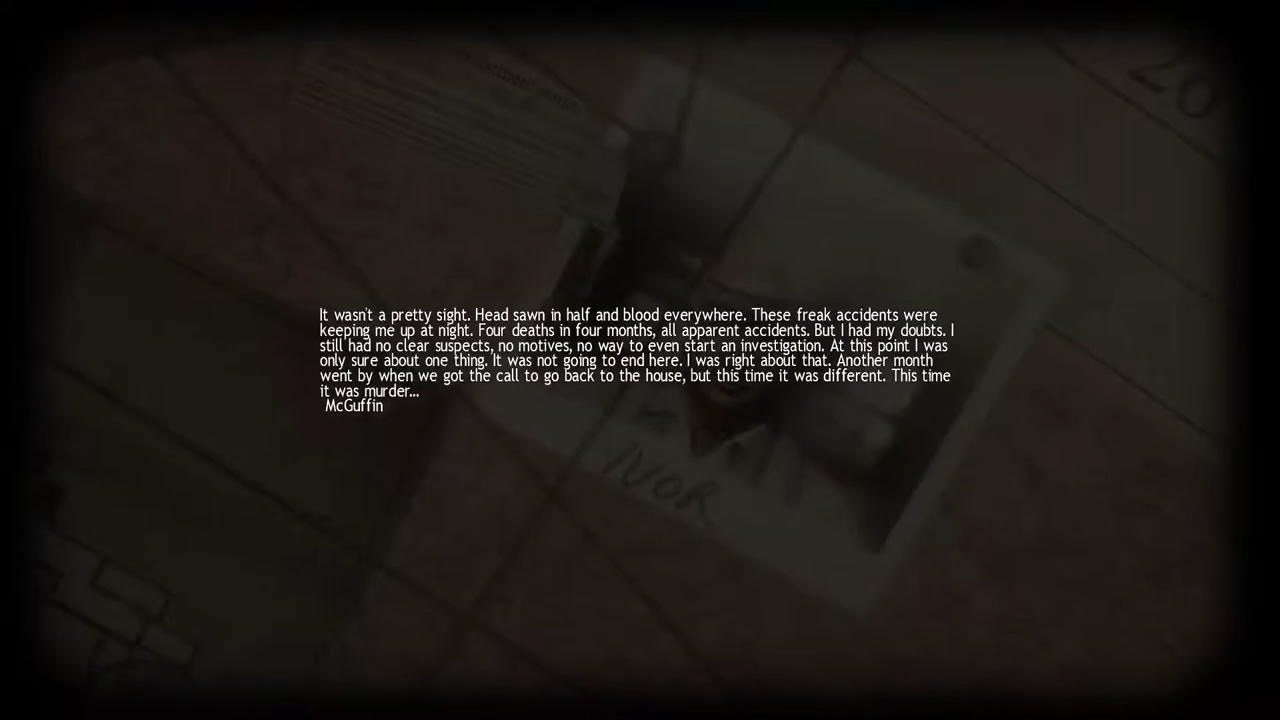 20
It wasn't a pretty sight. Head sawn in half and blood everywhere. These freak accidents were
keeping me up at night. Four deaths in four months, all apparent accidents. But I had my doubts. I
still had no clear suspects, no motives, no way to even start an investigation. At this point I was
only sure about one thing. It was not going to end here. I was right about that. Another month
went by when we got the call to go back to the house, but this time it was different. This time
it was murder...
McGuffin